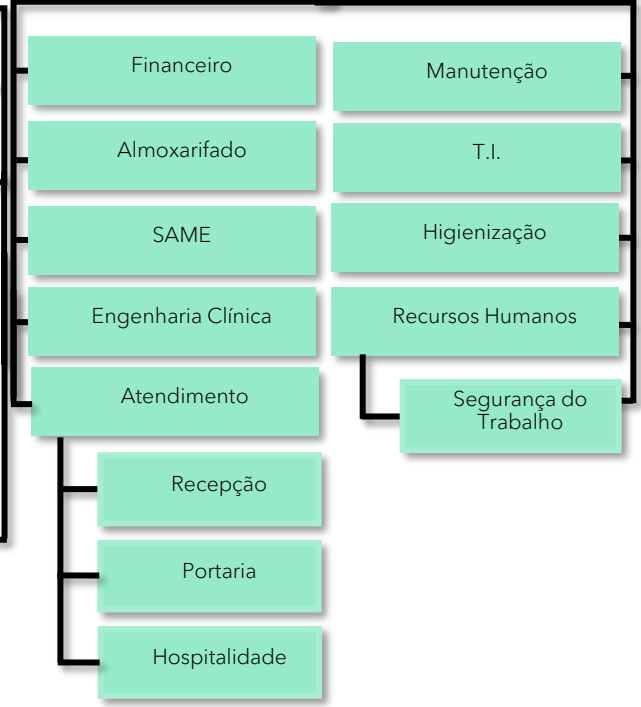 Financeiro
Almoxarifado
SAME
Engenharia Clínica
Atendimento
Recepção
Portaria
Hospitalidade
Manutenção
T.I.
Higienização
Recursos Humanos
Segurança do
Trabalho